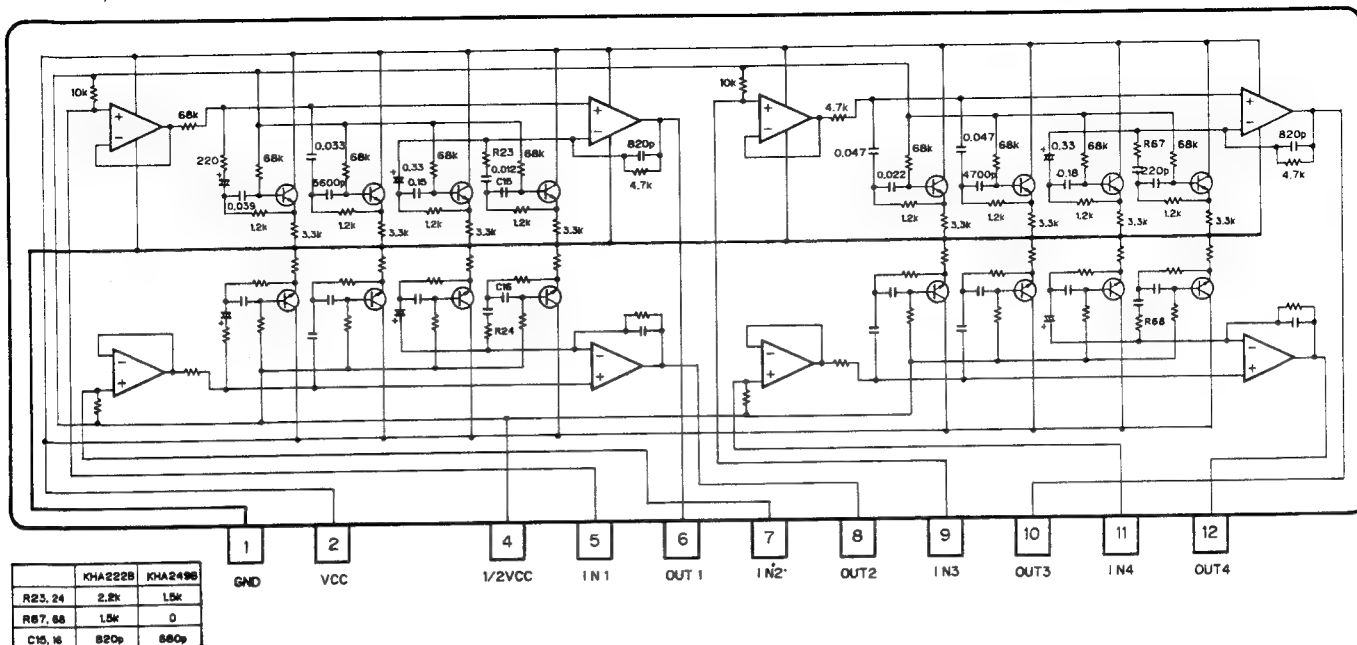 10k
68k
220
0.039
68k
1.2k
3.3k
0.033
5600p
68k
1.2k
3.3k
0.33
0.15
68k
1.2k
3.3k
R23
0.012
C15
68k
1.2k
3.3k
820p
4.7k
10k
4.7k
0.047
0.022
68k
1.2k
3.3k
0.047
4700p
68k
1.2k
3.3k
0.33
0.18
68k
1.2k
3.3k
R67
220p
68k
1.2k
3.3k
820p
4.7k
C16
R24
R68
1 2 4 5 6 7 8 9 10 11 12
GND VCC 1/2VCC IN1 OUT1 IN2 OUT2 IN3 OUT3 IN4 OUT4
KHA222B KHA249B
R23, 24 2.2k 1.5k
R67, 68 1.5k 0
C15, 16 820p 680p